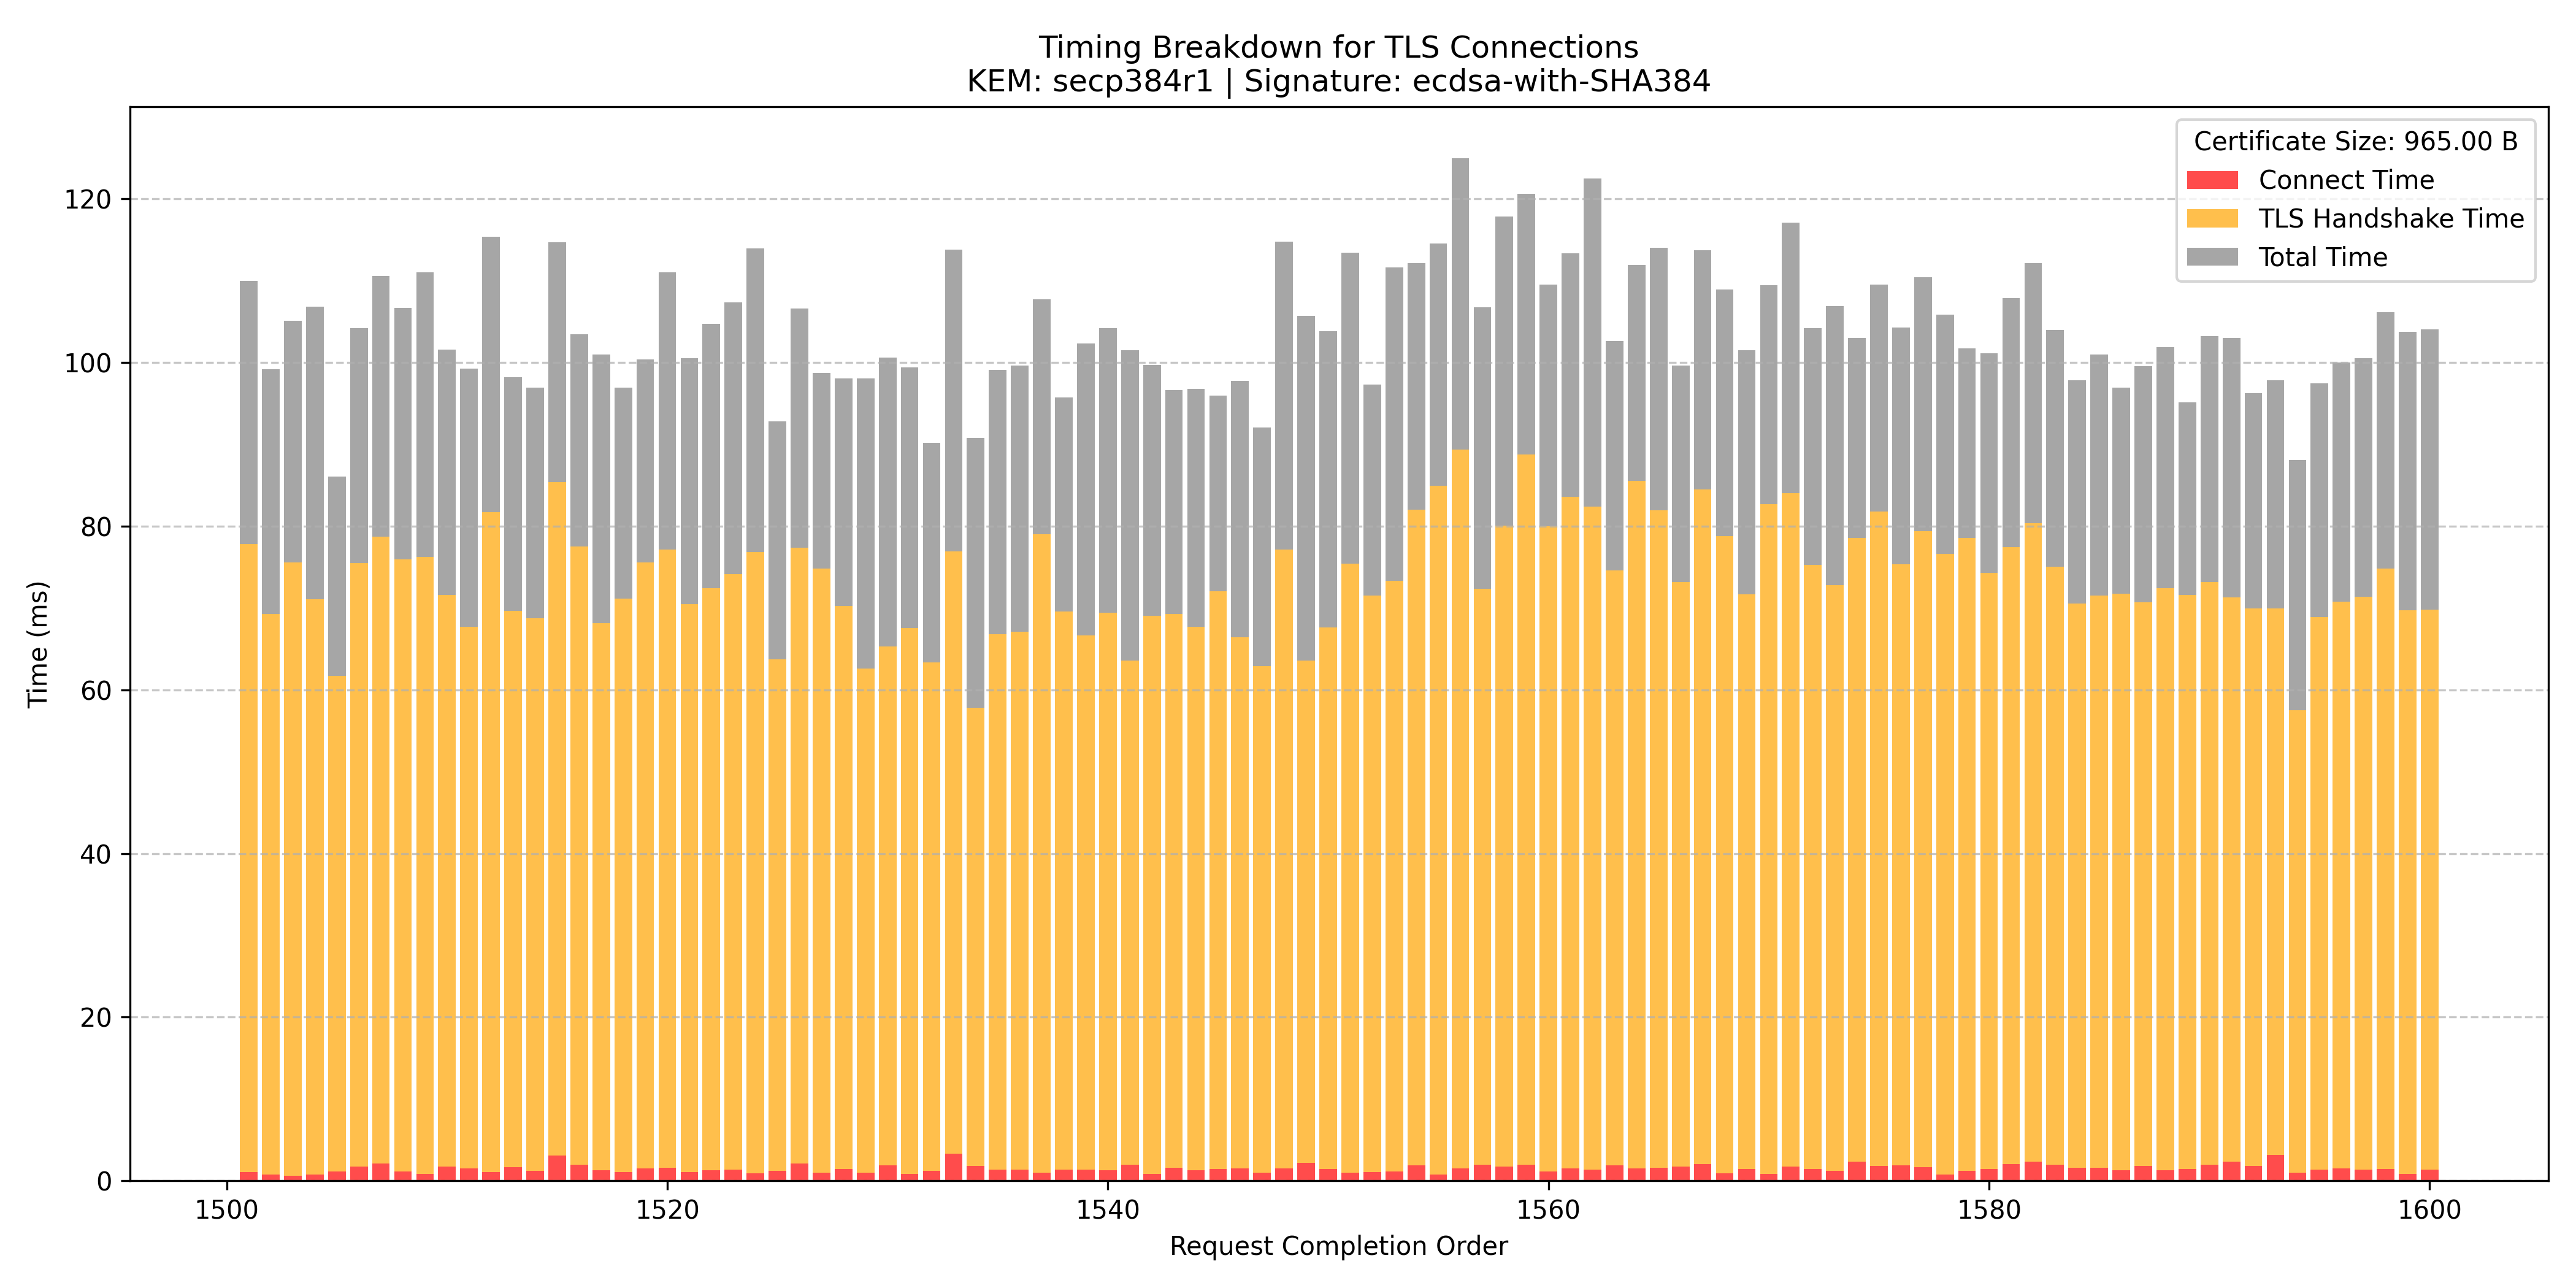 Timing Breakdown for TLS Connections
KEM: secp384r1 | Signature: ecdsa-with-SHA384
Certificate Size: 965.00 B
Connect Time
TLS Handshake Time
Total Time
Time (ms)
120
100
80
60
40
20
0
1500 1520 1540 1560 1580 1600
Request Completion Order